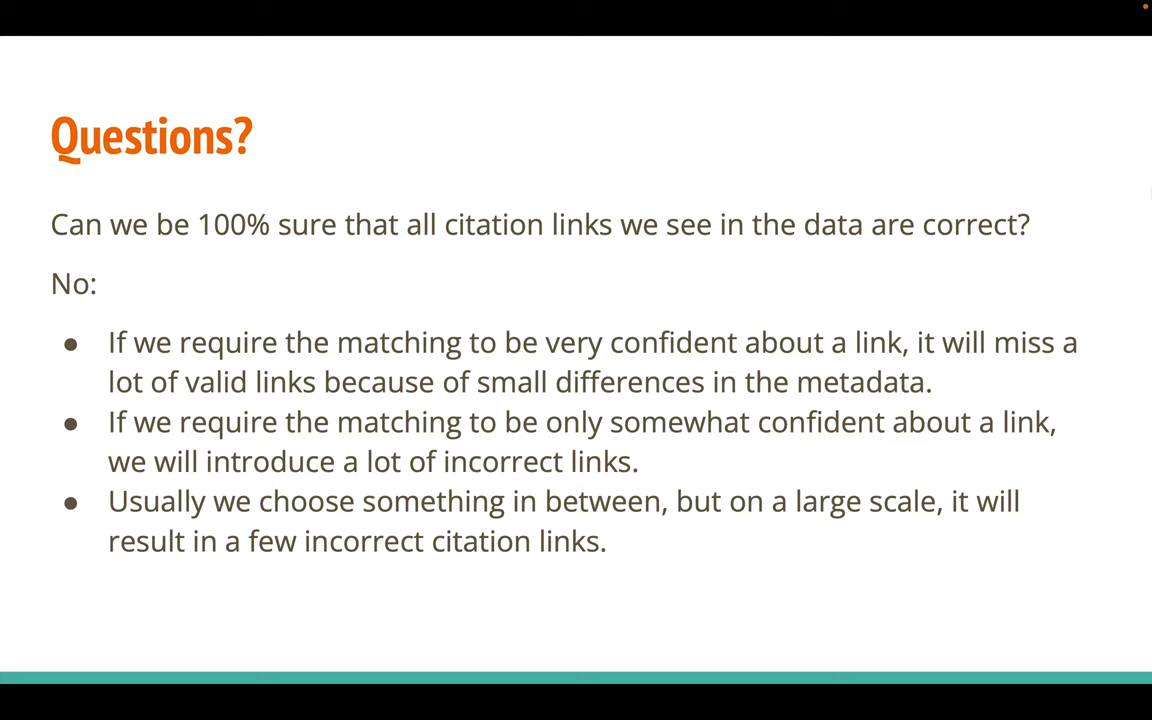 Questions?
Can we be 100% sure that all citation links we see in the data are correct?
No:
● If we require the matching to be very confident about a link, it will miss a
lot of valid links because of small differences in the metadata.
● If we require the matching to be only somewhat confident about a link,
we will introduce a lot of incorrect links.
● Usually we choose something in between, but on a large scale, it will
result in a few incorrect citation links.